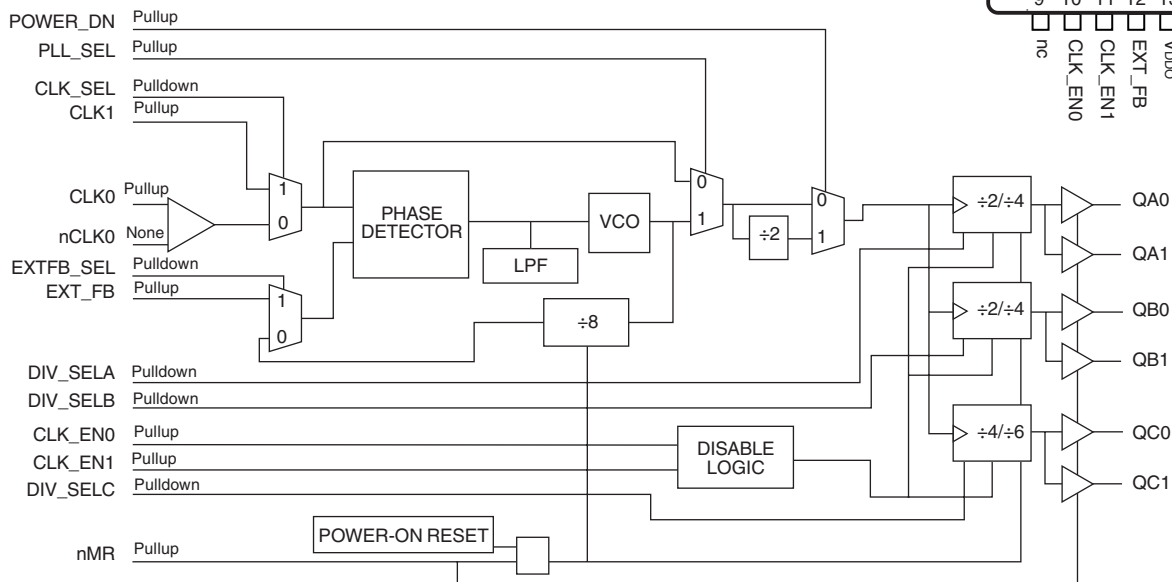 POWER_DN Pullup
PLL_SEL Pullup
CLK_SEL Pulldown
CLK1 Pullup
CLK0 Pullup
nCLK0 None
EXTFB_SEL Pulldown
EXT_FB Pullup
DIV_SELA Pulldown
DIV_SELB Pulldown
CLK_EN0 Pullup
CLK_EN1 Pullup
DIV_SELC Pulldown
nMR Pullup
1
0
1
0
PHASE
DETECTOR
LPF
VCO
÷8
0
1
÷2
0
1
÷2/÷4
÷2/÷4
÷4/÷6
DISABLE
LOGIC
POWER-ON RESET
QA0
QA1
QB0
QB1
QC0
QC1
9 10 11 12
nc
CLK_EN0
CLK_EN1
EXT_FB
VDDO